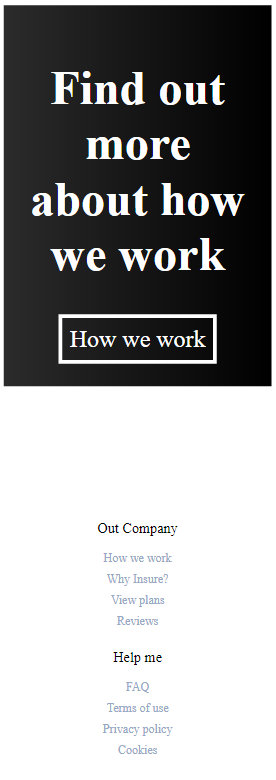 Find out
more
about how
we work
How we work
Out Company
How we work
Why Insure?
View plans
Reviews
Help me
FAQ
Terms of use
Privacy policy
Cookies